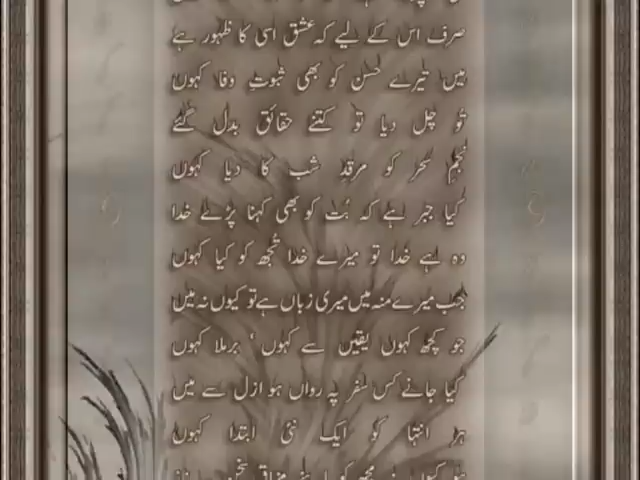 صرف اس کے لیے کہ عشق اسی کا ظہور ہے
میں تیرے حسن کو بھی ثبوتِ وفا کہوں
تو چل دیا تو کتنے حقائق بدل گئے
نجمِ سحر کو مرقدِ شب کا دیا کہوں
کیا جبر ہے کہ بت کو بھی کہنا پڑے خدا
وہ ہے خدا تو میرے خدا تجھ کو کیا کہوں
جب میرے منہ میں میری زباں ہے تو کیوں نہ میں
جو کچھ کہوں یقیں سے کہوں ' برملا کہوں
کیا جانے کس سفر پہ رواں ہوں ازل سے میں
ہر انتہا کو ایک نئی ابتدا کہوں